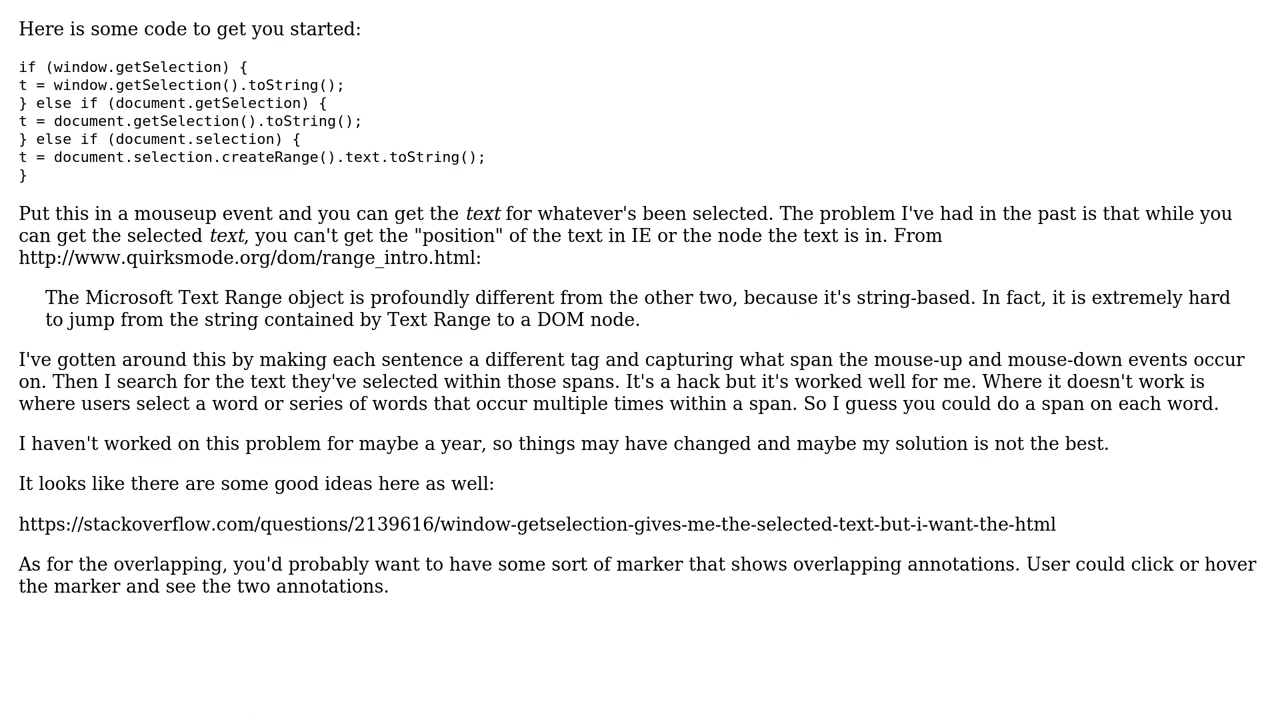 Here is some code to get you started:
if (window.getSelection) {
t = window.getSelection().toString();
} else if (document.getSelection) {
t = document.getSelection().toString();
} else if (document.selection) {
t = document.selection.createRange().text.toString();
}
Put this in a mouseup event and you can get the text for whatever's been selected. The problem I've had in the past is that while you
can get the selected text, you can't get the "position" of the text in IE or the node the text is in. From
http://www.quirksmode.org/dom/range_intro.html:
The Microsoft Text Range object is profoundly different from the other two, because it's string-based. In fact, it is extremely hard
to jump from the string contained by Text Range to a DOM node.
I've gotten around this by making each sentence a different tag and capturing what span the mouse-up and mouse-down events occur
on. Then I search for the text they've selected within those spans. It's a hack but it's worked well for me. Where it doesn't work is
where users select a word or series of words that occur multiple times within a span. So I guess you could do a span on each word.
I haven't worked on this problem for maybe a year, so things may have changed and maybe my solution is not the best.
It looks like there are some good ideas here as well:
https://stackoverflow.com/questions/2139616/window-getselection-gives-me-the-selected-text-but-i-want-the-html
As for the overlapping, you'd probably want to have some sort of marker that shows overlapping annotations. User could click or hover
the marker and see the two annotations.